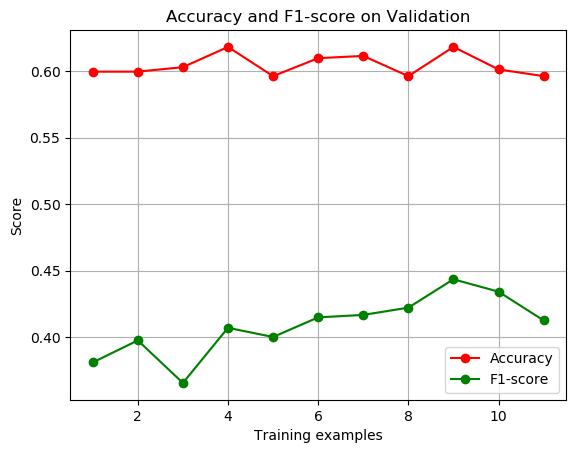 Accuracy and F1-score on Validation
0.60
0.55
0.50
0.45
0.40
Score
2
4
6
8
10
Training examples
Accuracy
F1-score